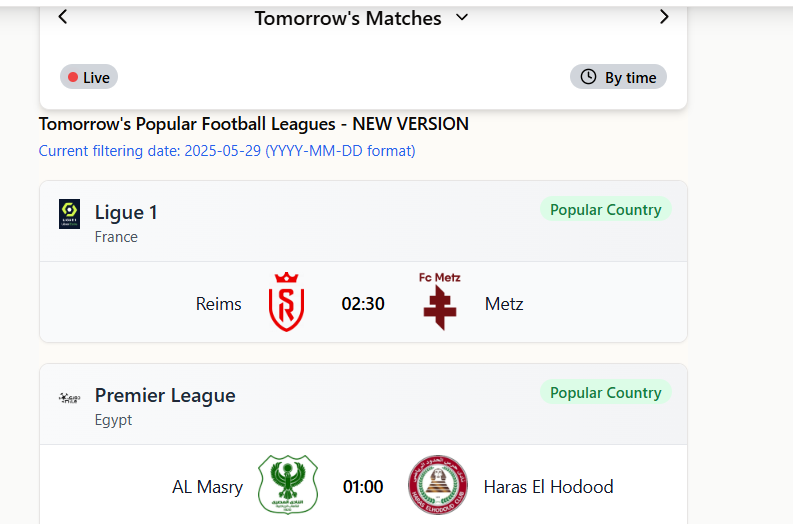 Tomorrow's Matches
Live
By time
Tomorrow's Popular Football Leagues - NEW VERSION
Current filtering date: 2025-05-29 (YYYY-MM-DD format)
Ligue 1
Popular Country
France
Fc Metz
Reims 02:30 Metz
Premier League
Popular Country
Egypt
AL Masry 01:00 Haras El Hodood